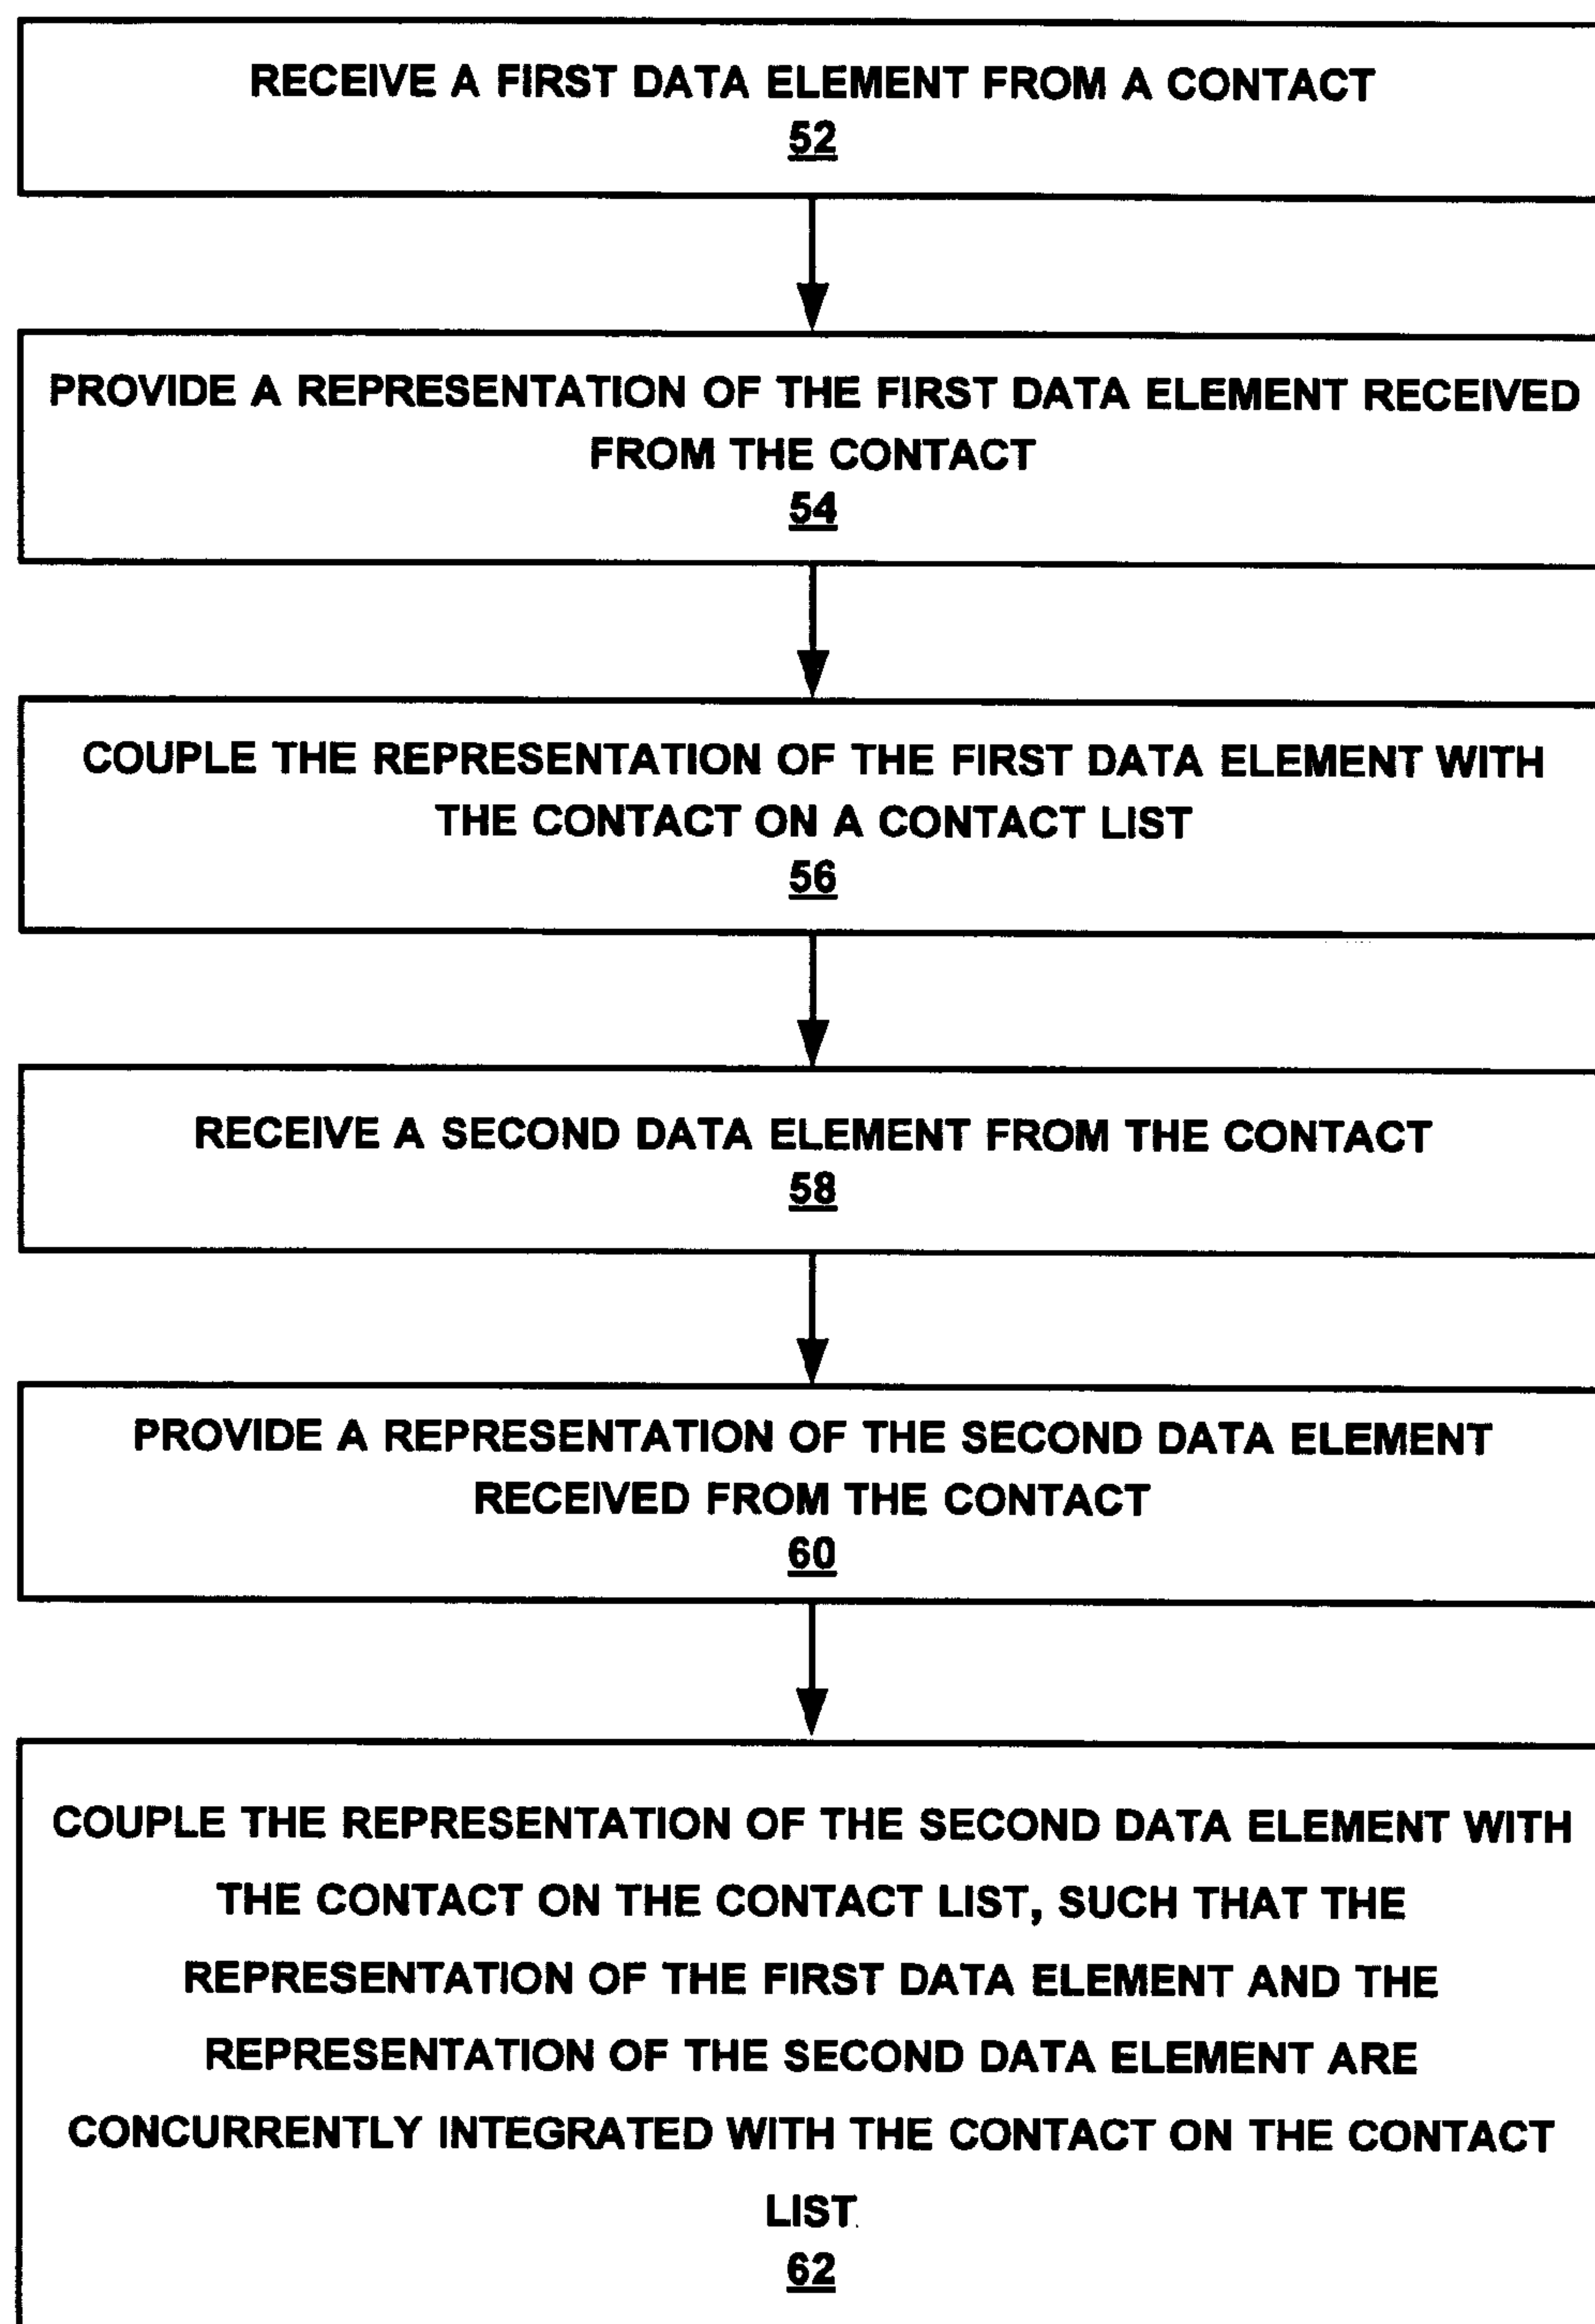 RECEIVE A FIRST DATA ELEMENT FROM A CONTACT
52
PROVIDE A REPRESENTATION OF THE FIRST DATA ELEMENT RECEIVED
FROM THE CONTACT
54
COUPLE THE REPRESENTATION OF THE FIRST DATA ELEMENT WITH
THE CONTACT ON A CONTACT LIST
56
RECEIVE A SECOND DATA ELEMENT FROM THE CONTACT
58
PROVIDE A REPRESENTATION OF THE SECOND DATA ELEMENT
RECEIVED FROM THE CONTACT
60
COUPLE THE REPRESENTATION OF THE SECOND DATA ELEMENT WITH
THE CONTACT ON THE CONTACT LIST, SUCH THAT THE
REPRESENTATION OF THE FIRST DATA ELEMENT AND THE
REPRESENTATION OF THE SECOND DATA ELEMENT ARE
CONCURRENTLY INTEGRATED WITH THE CONTACT ON THE CONTACT
LIST
62